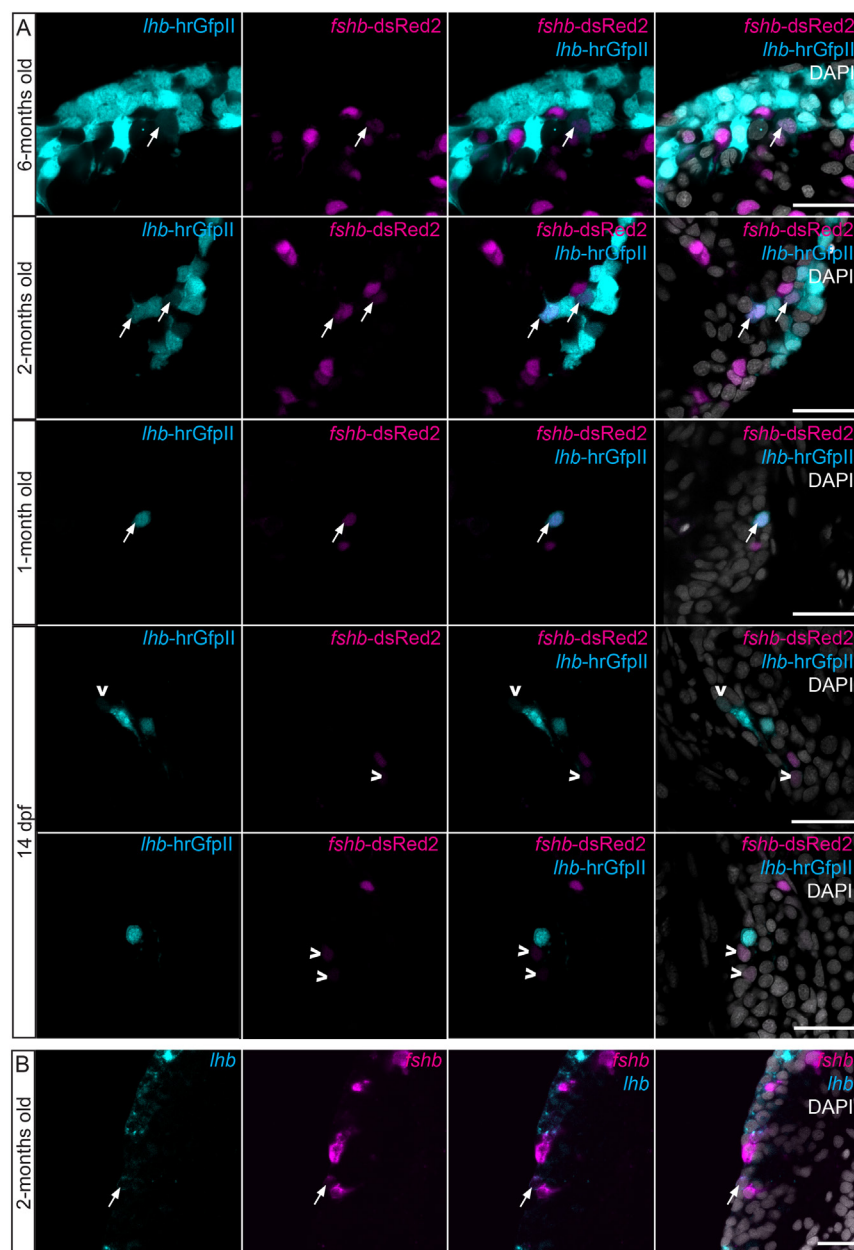 A
6-months old
lhb-hrGfpII
fshb-dsRed2
fshb-dsRed2
lhb-hrGfpII
fshb-dsRed2
lhb-hrGfpII
DAPI
2-months old
lhb-hrGfpII
fshb-dsRed2
fshb-dsRed2
lhb-hrGfpII
fshb-dsRed2
lhb-hrGfpII
DAPI
1-month old
lhb-hrGfpII
fshb-dsRed2
fshb-dsRed2
lhb-hrGfpII
fshb-dsRed2
lhb-hrGfpII
DAPI
14 dpf
lhb-hrGfpII
fshb-dsRed2
fshb-dsRed2
lhb-hrGfpII
fshb-dsRed2
lhb-hrGfpII
DAPI
lhb-hrGfpII
fshb-dsRed2
fshb-dsRed2
lhb-hrGfpII
fshb-dsRed2
lhb-hrGfpII
DAPI
B
2-months old
lhb
fshb
fshb
lhb
fshb
lhb
DAPI